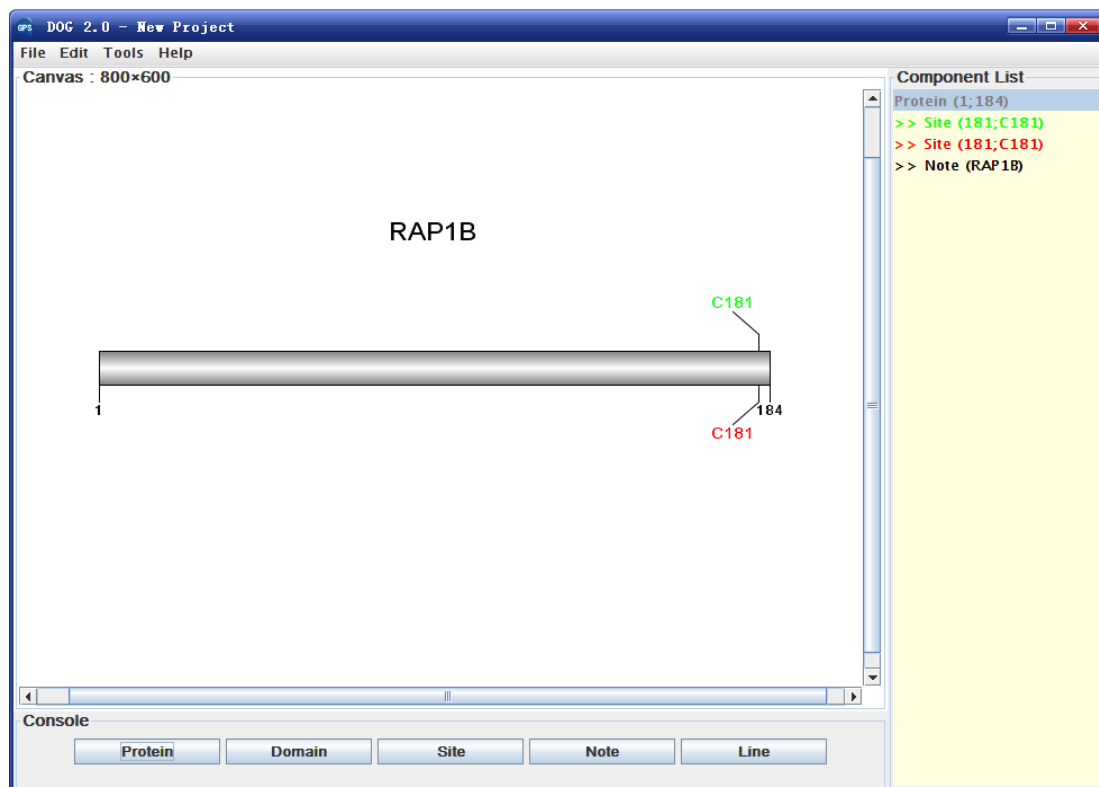 GPS DOG 2.0 - New Project
File Edit Tools Help
Canvas : 800×600
RAP1B
C181
1
184
C181
Component List
Protein (1;184)
>> Site (181;C181)
>> Site (181;C181)
>> Note (RAP1B)
Console
Protein Domain Site Note Line